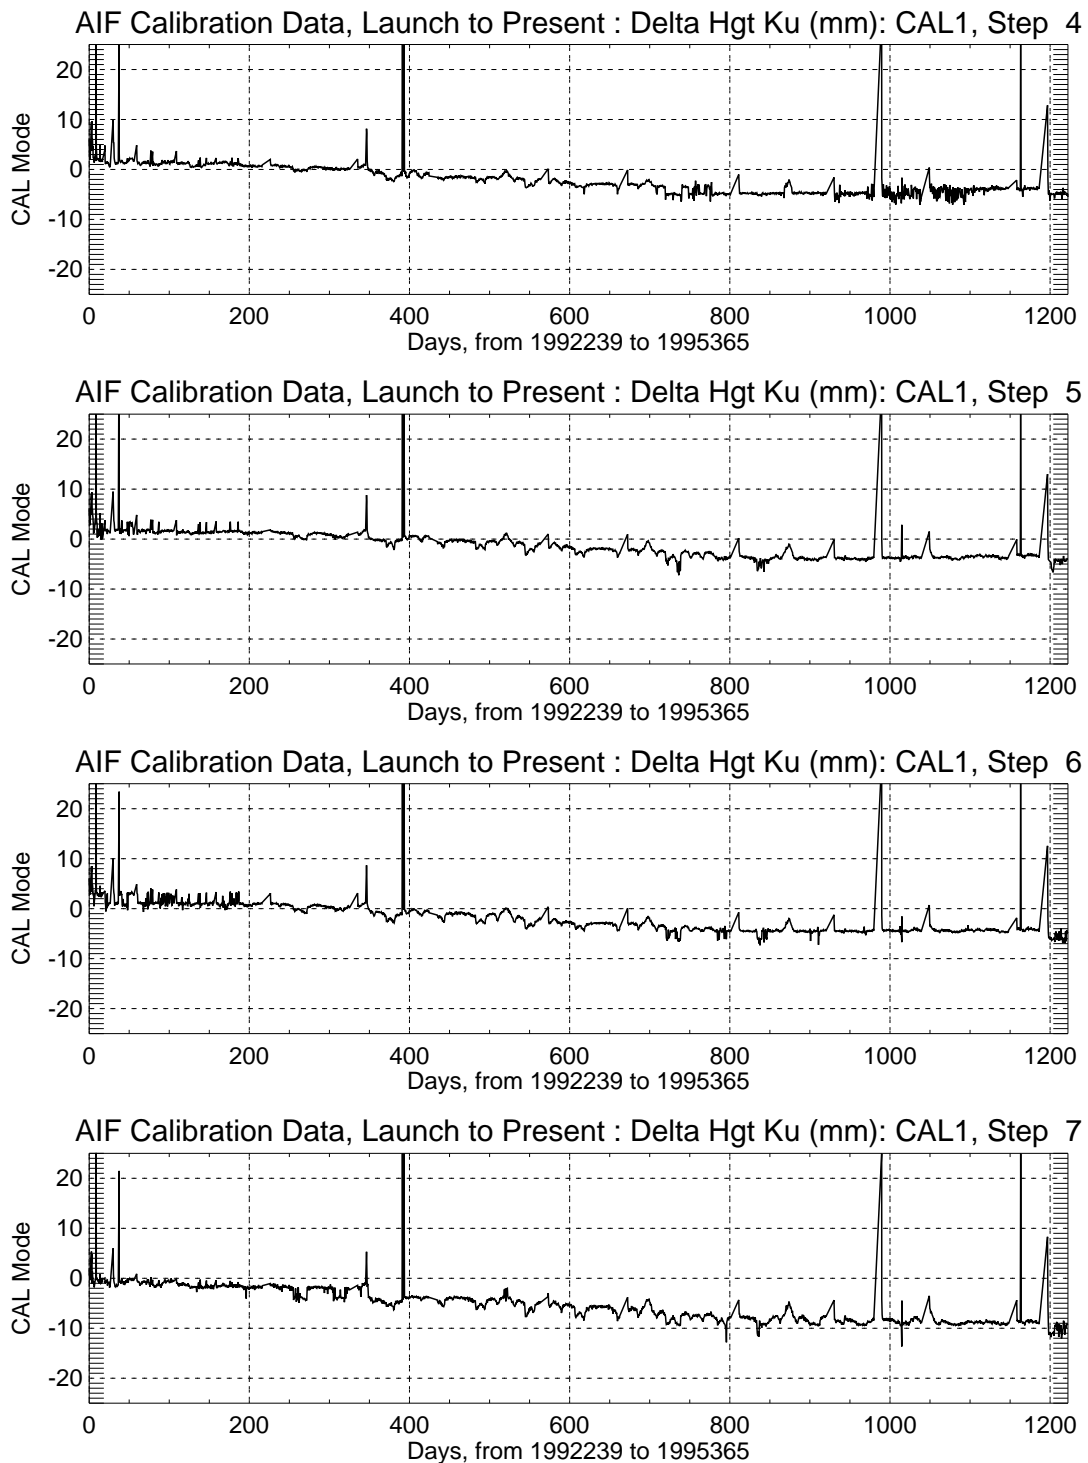 AIF Calibration Data, Launch to Present : Delta Hgt Ku (mm): CAL1, Step 4
20
10
0
-10
-20
CAL Mode
0 200 400 600 800 1000 1200
Days, from 1992239 to 1995365
AIF Calibration Data, Launch to Present : Delta Hgt Ku (mm): CAL1, Step 5
20
10
0
-10
-20
CAL Mode
0 200 400 600 800 1000 1200
Days, from 1992239 to 1995365
AIF Calibration Data, Launch to Present : Delta Hgt Ku (mm): CAL1, Step 6
20
10
0
-10
-20
CAL Mode
0 200 400 600 800 1000 1200
Days, from 1992239 to 1995365
AIF Calibration Data, Launch to Present : Delta Hgt Ku (mm): CAL1, Step 7
20
10
0
-10
-20
CAL Mode
0 200 400 600 800 1000 1200
Days, from 1992239 to 1995365